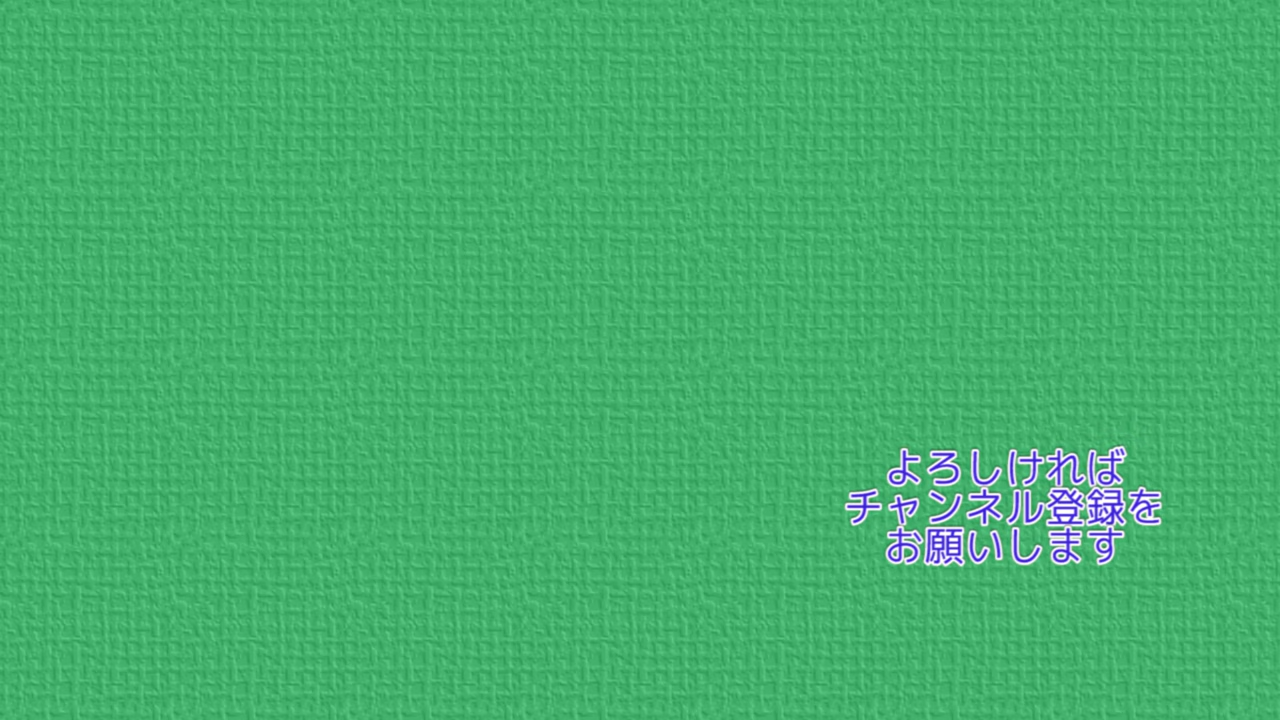 よろしければ
チャンネル登録を
お願いします